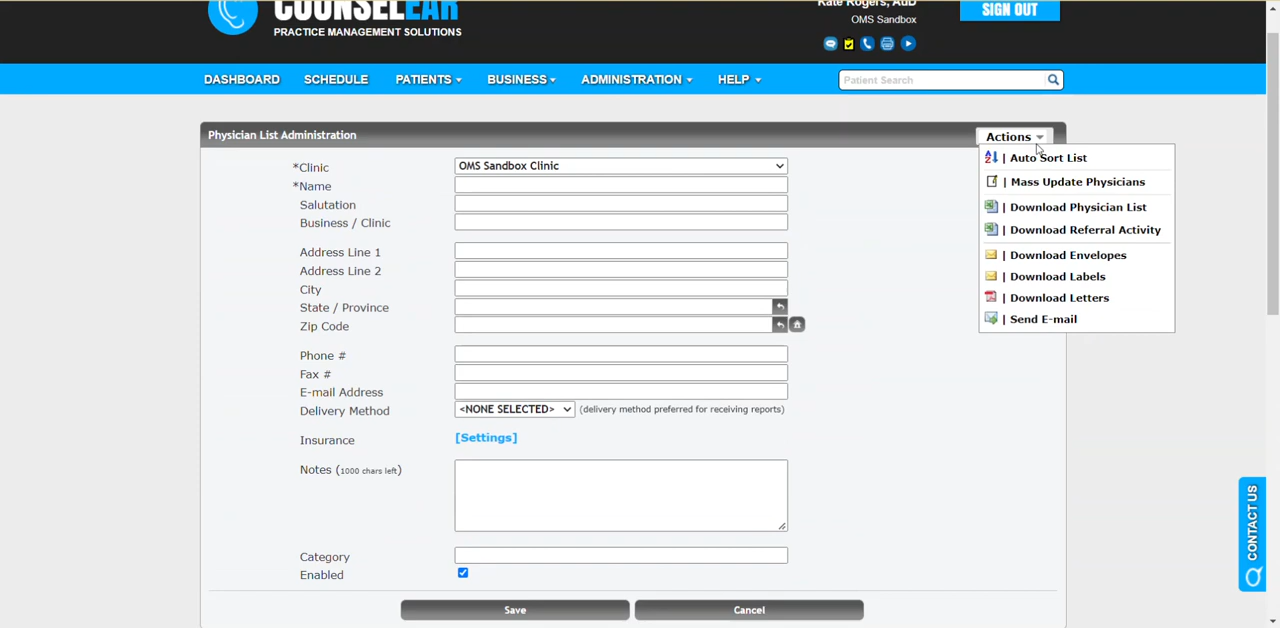 COUNSELEAR
PRACTICE MANAGEMENT SOLUTIONS
Kate Rogers, AuD
OMS Sandbox
SIGN OUT
DASHBOARD SCHEDULE PATIENTS BUSINESS ADMINISTRATION HELP Patient Search
Physician List Administration Actions
*Clinic OMS Sandbox Clinic
*Name
Salutation
Business / Clinic
Address Line 1
Address Line 2
City
State / Province
Zip Code
Phone #
Fax #
E-mail Address
Delivery Method <NONE SELECTED> (delivery method preferred for receiving reports)
Insurance [Settings]
Notes (1000 chars left)
Category
Enabled
Save Cancel
| Auto Sort List
| Mass Update Physicians
| Download Physician List
| Download Referral Activity
| Download Envelopes
| Download Labels
| Download Letters
| Send E-mail
CONTACT US